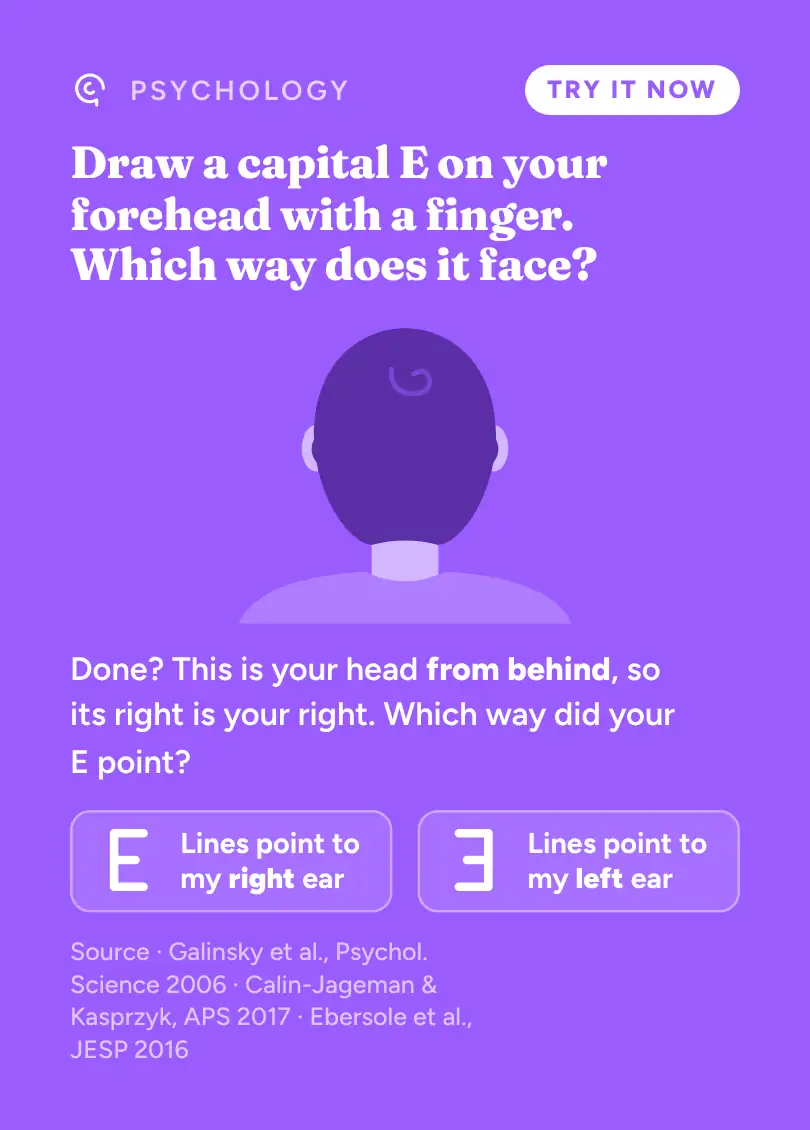 PSYCHOLOGY
TRY IT NOW
Draw a capital E on your
forehead with a finger.
Which way does it face?
Done? This is your head from behind, so
its right is your right. Which way did your
E point?
E
Lines point to
my right ear
Ǝ
Lines point to
my left ear
Source · Galinsky et al., Psychol.
Science 2006 · Calin-Jageman &
Kasprzyk, APS 2017 · Ebersole et al.,
JESP 2016